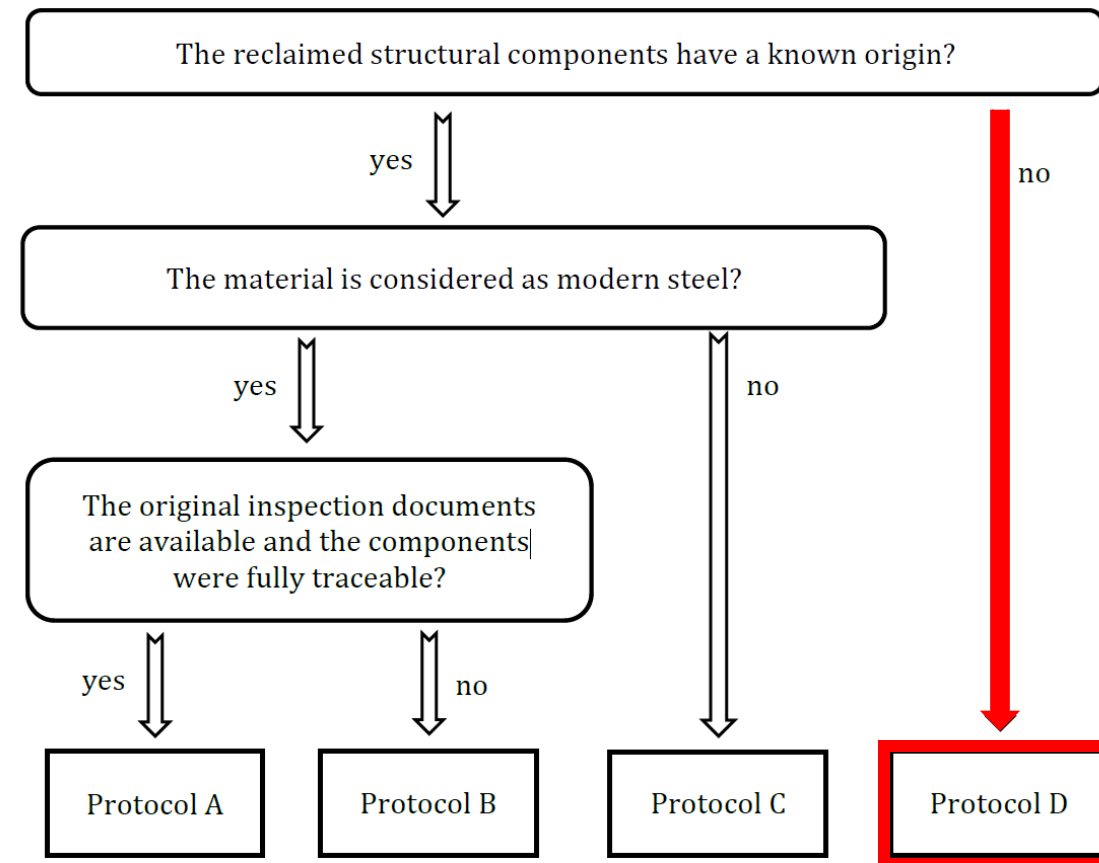 The reclaimed structural components have a known origin?
yes
no
The material is considered as modern steel?
yes
no
The original inspection documents
are available and the components
were fully traceable?
yes
no
Protocol A
Protocol B
Protocol C
Protocol D